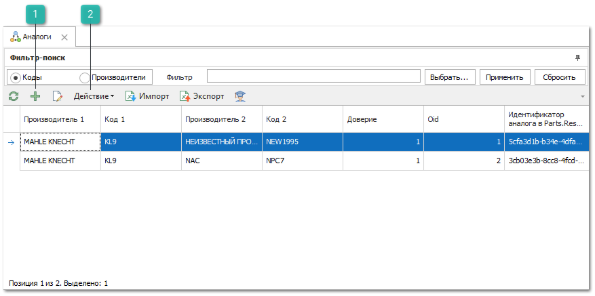 1 2
Аналоги
Фильтр-поиск
Коды Производители Фильтр Выбрать... Применить Сбросить
Действие Импорт Экспорт
Производитель 1 Код 1 Производитель 2 Код 2 Доверие Oid Идентификатор аналога в Parts.Res...
MAHLE KNECHT KL9 НЕИЗВЕСТНЫЙ ПРО... NEW1995 1 1 5cfa3d1b-b34e-4dfa...
MAHLE KNECHT KL9 NAC NPC7 1 2 3cb03e3b-8cc8-4fcd-...
Позиция 1 из 2. Выделено: 1